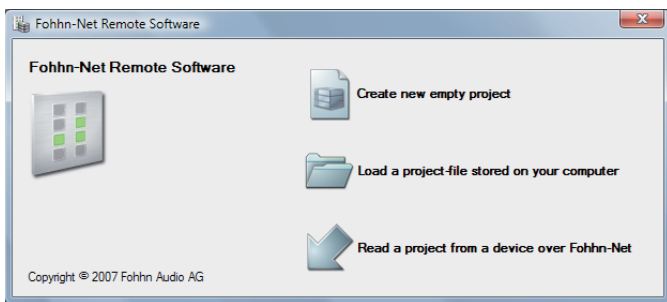 Fohhn-Net Remote Software
Fohhn-Net Remote Software
Create new empty project
Load a project-file stored on your computer
Read a project from a device over Fohhn-Net
Copyright © 2007 Fohhn Audio AG